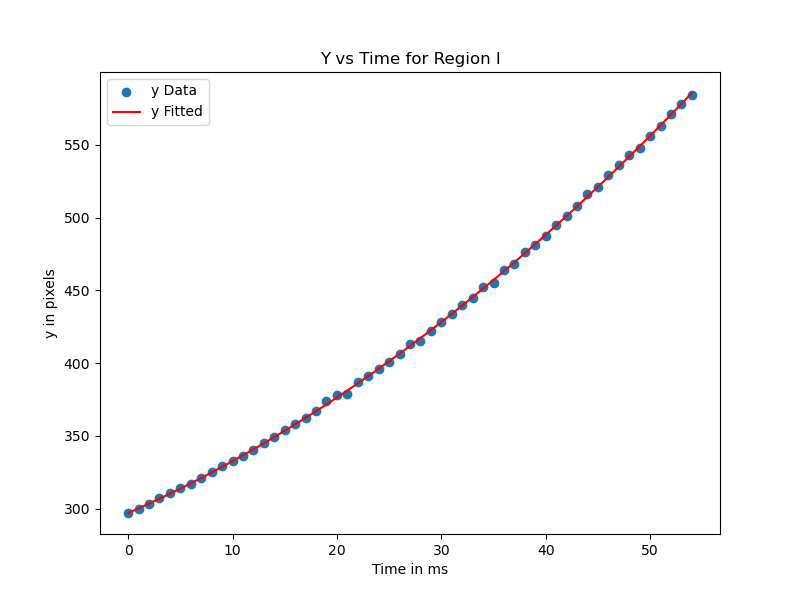 Y vs Time for Region I
y Data
y Fitted
550
500
450
400
350
300
y in pixels
0 10 20 30 40 50
Time in ms